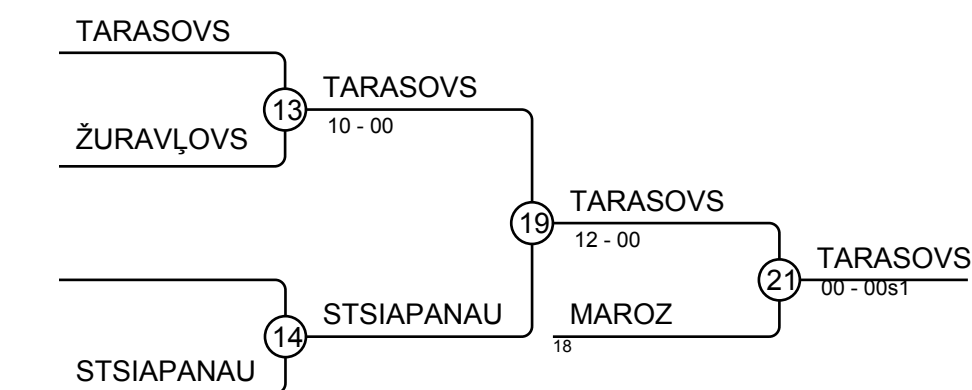 TARASOVS
13
TARASOVS
10 - 00
ŽURAVĻOVS
19
TARASOVS
12 - 00
21
TARASOVS
00 - 00s1
14
STSIAPANAU
MAROZ
18
STSIAPANAU